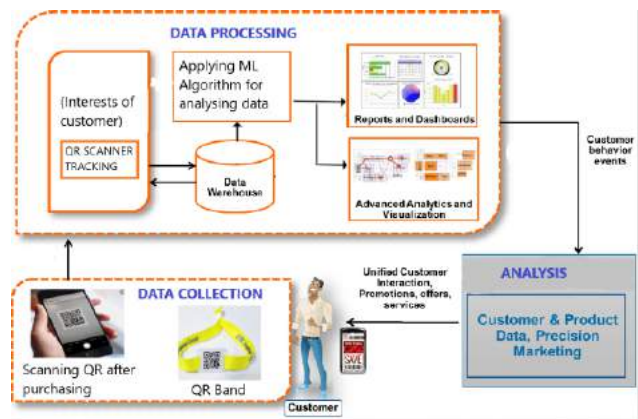 DATA PROCESSING
(Interests of
customer)
QR SCANNER
TRACKING
Applying ML
Algorithm for
analysing data
Data
Warehouse
Reports and Dashboards
Advanced Analytics and
Visualization
Customer
behavior
events
ANALYSIS
Customer & Product
Data, Precision
Marketing
Unified Customer
Interaction,
Promotions, offers,
services
DATA COLLECTION
Scanning QR after
purchasing
QR Band
SAVE
Customer